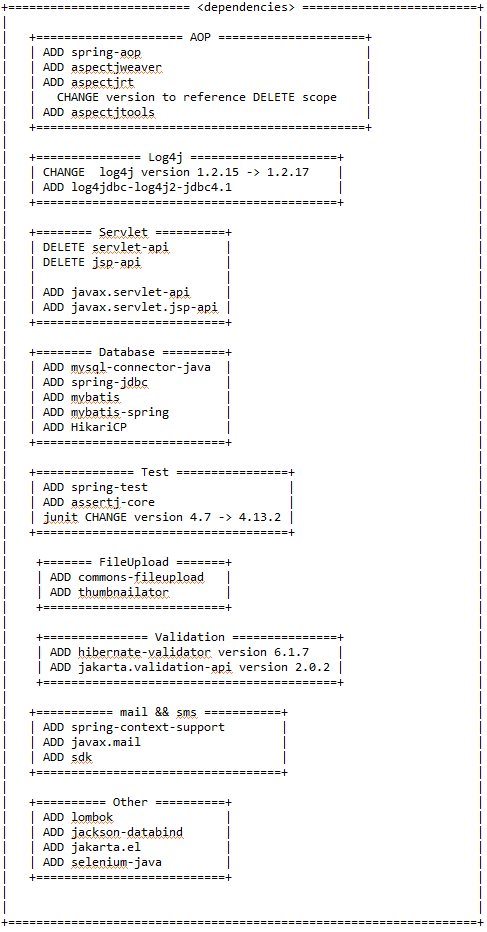 +========================== <dependencies> =========================+
+===================== AOP =====================+
| ADD spring-aop |
| ADD aspectjweaver |
| ADD aspectjrt |
CHANGE version to reference DELETE scope
| ADD aspectjtools |
+===============================================+
+=============== Log4j =====================+
| CHANGE  log4j version 1.2.15 -> 1.2.17 |
| ADD log4jdbc-log4j2-jdbc4.1 |
+===========================================+
+======== Servlet ==========+
| DELETE servlet-api |
| DELETE jsp-api |
| ADD javax.servlet-api |
| ADD javax.servlet.jsp-api |
+===========================+
+======== Database =========+
| ADD mysql-connector-java |
| ADD spring-jdbc |
| ADD mybatis |
| ADD mybatis-spring |
| ADD HikariCP |
+===========================+
+============== Test ================+
| ADD spring-test |
| ADD assertj-core |
| junit CHANGE version 4.7 -> 4.13.2 |
+====================================+
+======= FileUpload =======+
| ADD commons-fileupload |
| ADD thumbnailator |
+==========================+
+=============== Validation ===============+
| ADD hibernate-validator version 6.1.7 |
| ADD jakarta.validation-api version 2.0.2 |
+==========================================+
+=========== mail && sms ===========+
| ADD spring-context-support |
| ADD javax.mail |
| ADD sdk |
+===================================+
+========== Other ==========+
| ADD lombok |
| ADD jackson-databind |
| ADD jakarta.el |
| ADD selenium-java |
+===========================+
+===================================================================+